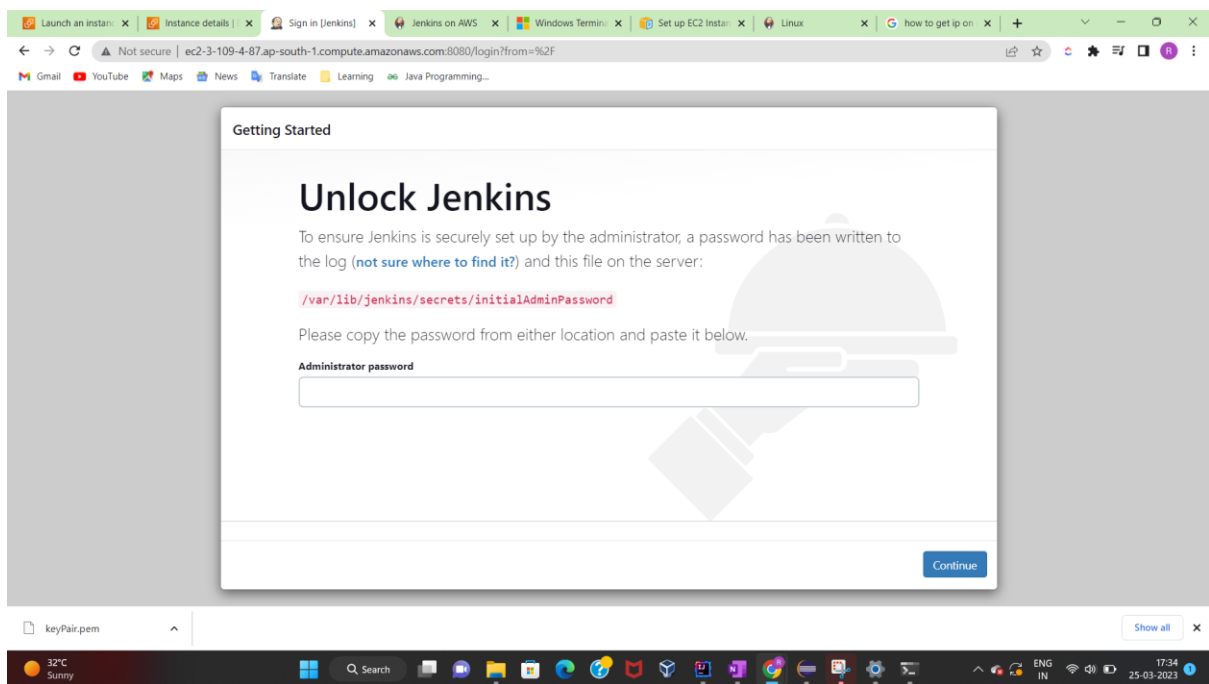 Launch an instanc
Instance details |
Sign in [Jenkins]
Jenkins on AWS
Windows Termina
Set up EC2 Instan
Linux
how to get ip on
Not secure | ec2-3-109-4-87.ap-south-1.compute.amazonaws.com:8080/login?from=%2F
R
Gmail YouTube Maps News Translate Learning Java Programming...
Getting Started
Unlock Jenkins
To ensure Jenkins is securely set up by the administrator, a password has been written to
the log (not sure where to find it?) and this file on the server:
/var/lib/jenkins/secrets/initialAdminPassword
Please copy the password from either location and paste it below.
Administrator password
Continue
keyPair.pem
Show all
32°C
Sunny
Search
ENG
IN
17:34
25-03-2023
1